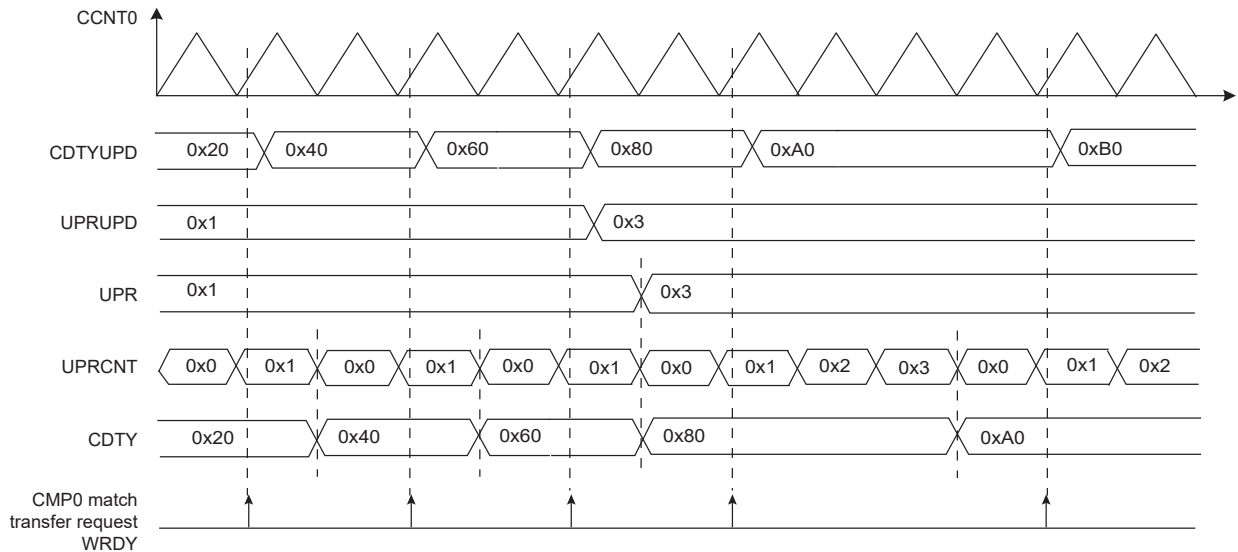 CCNT0
CDTYUPD 0x20 0x40 0x60 0x80 0xA0 0xB0
UPRUPD 0x1 0x3
UPR 0x1 0x3
UPRCNT 0x0 0x1 0x0 0x1 0x0 0x1 0x0 0x1 0x2 0x3 0x0 0x1 0x2
CDTY 0x20 0x40 0x60 0x80 0xA0
CMP0 match
transfer request
WRDY